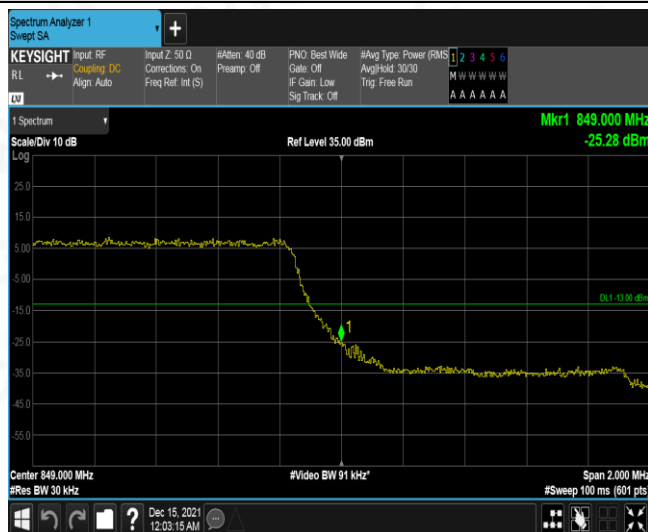 Spectrum Analyzer 1
Swept SA
+
KEYSIGHT
RL
LXI
Input: RF
Coupling: DC
Align: Auto
Input Z: 50 Ω
Corrections: On
Freq Ref: Int (S)
#Atten: 40 dB
Preamp: Off
PNO: Best Wide
Gate: Off
IF Gain: Low
Sig Track: Off
#Avg Type: Power (RMS
Avg|Hold: 30/30
Trig: Free Run
1 2 3 4 5 6
M W W W W W
A A A A A A
1 Spectrum
Mkr1 849.000 MHz
Scale/Div 10 dB
Ref Level 35.00 dBm
-25.28 dBm
Log
25.0
15.0
5.00
-5.00
DL1 -13.00 dBm
-15.0
1
-25.0
-35.0
-45.0
-55.0
Center 849.000 MHz
#Video BW 91 kHz*
Span 2.000 MHz
#Res BW 30 kHz
#Sweep 100 ms (601 pts)
?
Dec 15, 2021
12:03:15 AM